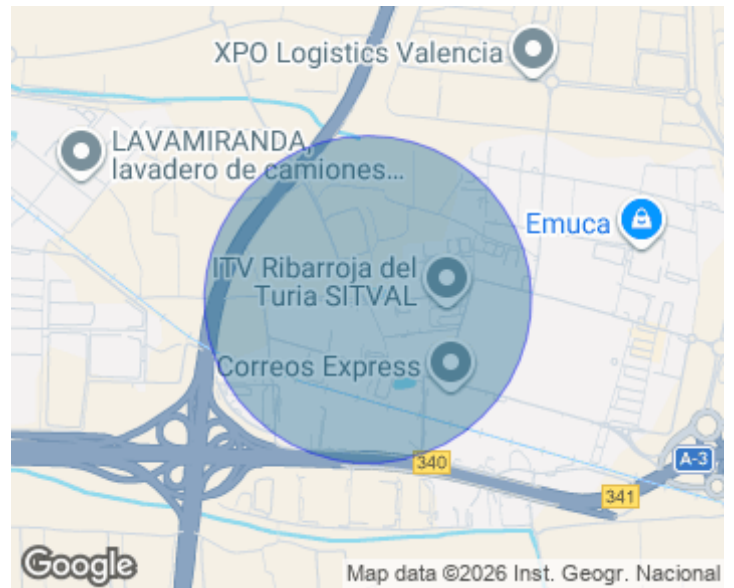 XPO Logistics Valencia
LAVAMIRANDA,
lavadero de camiones...
Emuca
ITV Ribarroja del
Turia SITVAL
Correos Express
340
A-3
341
Google
Map data ©2026 Inst. Geogr. Nacional